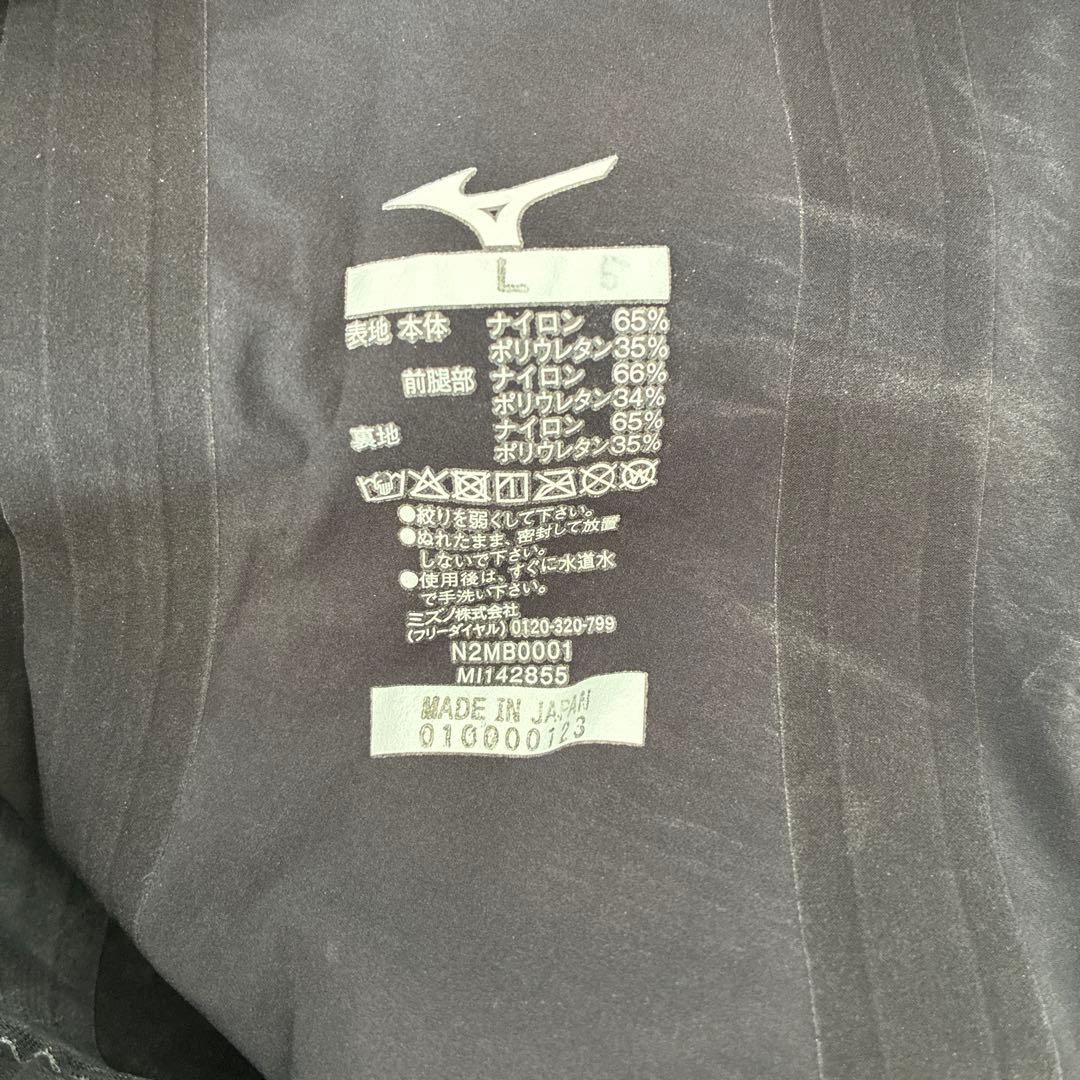 L 5
表地 本体 ナイロン 65%
ポリウレタン 35%
前腿部 ナイロン 66%
ポリウレタン 34%
裏地 ナイロン 65%
ポリウレタン 35%
●絞りを弱くして下さい。
●ぬれたまま、密封して放置
しないで下さい。
●使用後は、すぐに水道水
で手洗い下さい。
ミズノ株式会社
(フリーダイヤル) 0120-320-799
N2MB0001
MI142855
MADE IN JAPAN
010000123